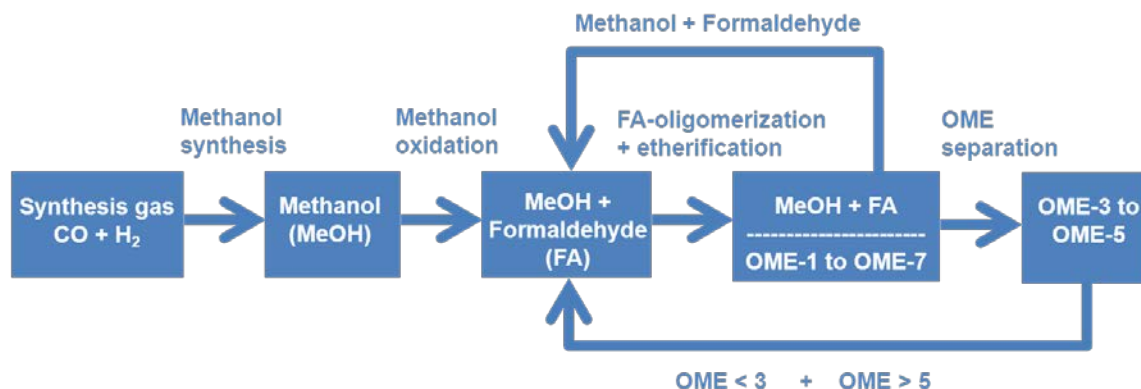 Methanol + Formaldehyde
Methanol
synthesis
Methanol
oxidation
FA-oligomerization
+ etherification
OME
separation
Synthesis gas
CO + H₂
Methanol
(MeOH)
MeOH +
Formaldehyde
(FA)
MeOH + FA
------------------------
OME-1 to OME-7
OME-3 to
OME-5
OME < 3 + OME > 5